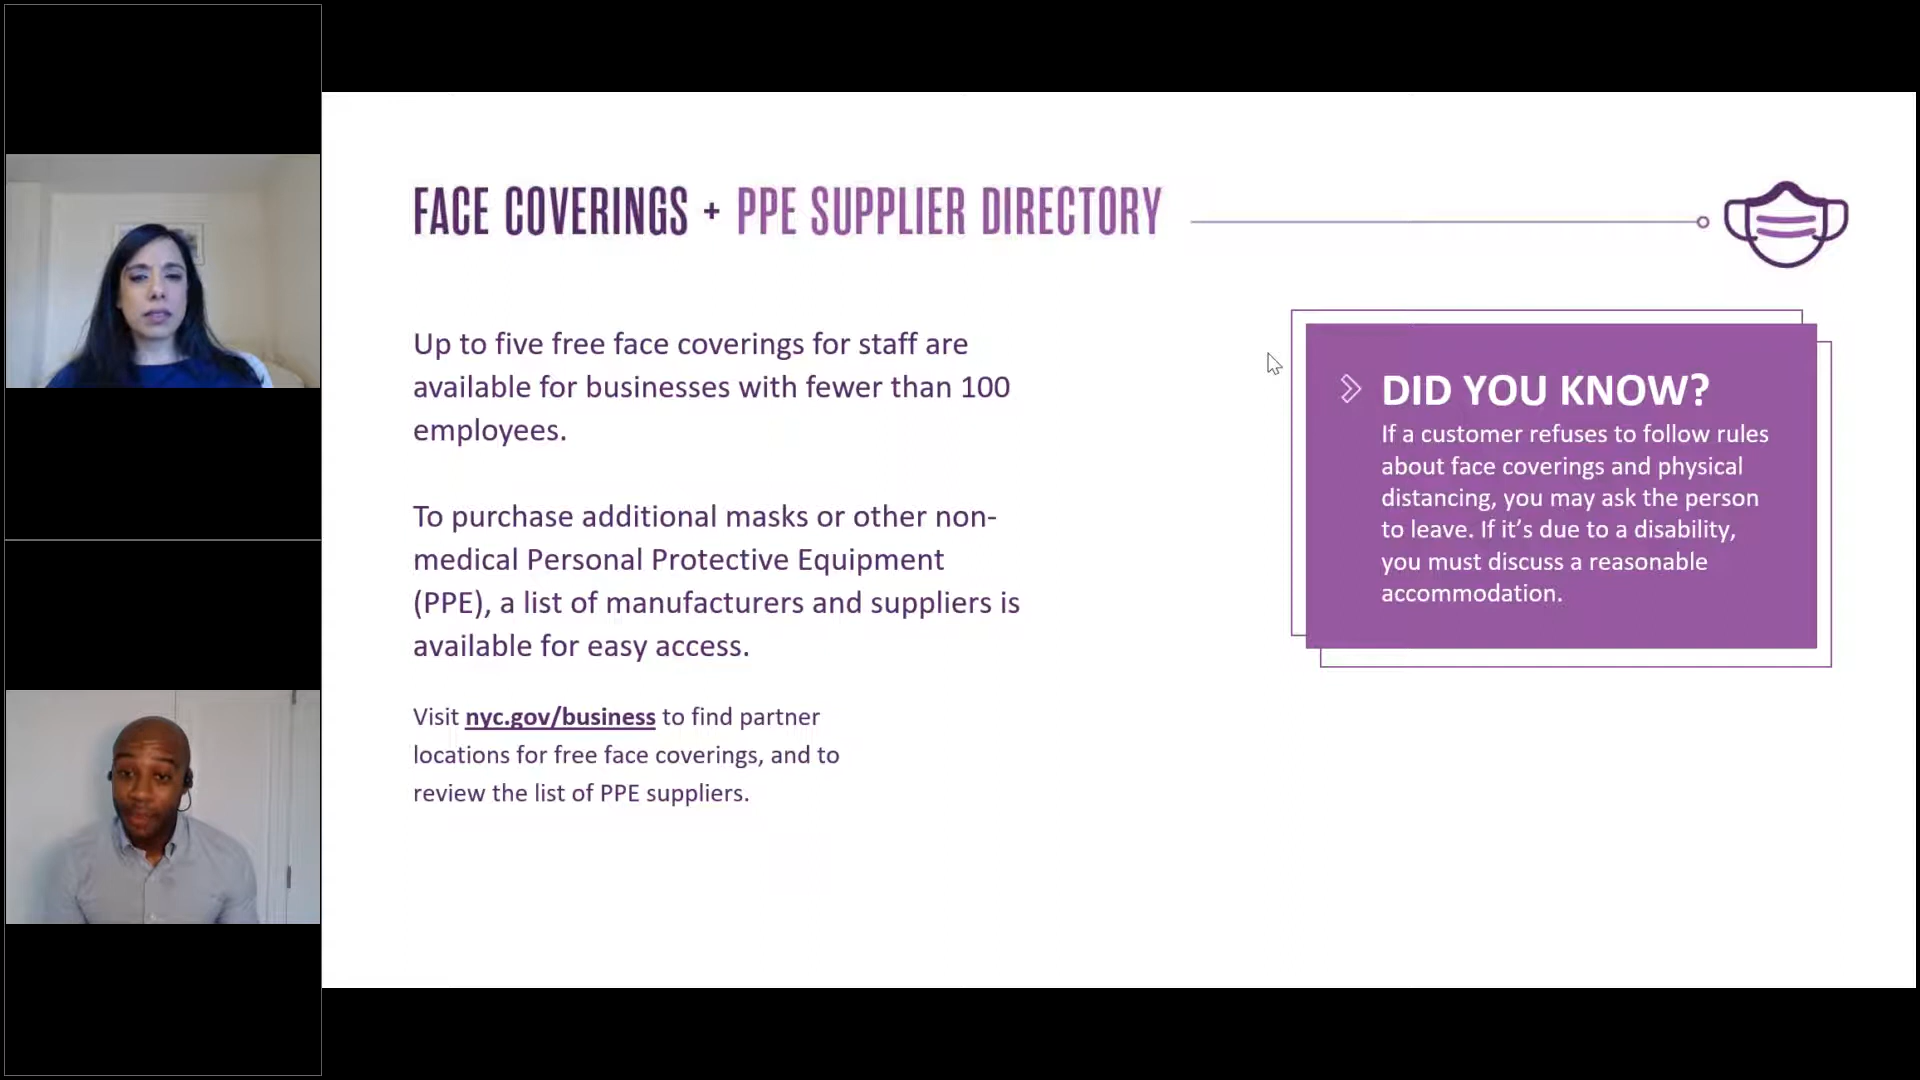 FACE COVERINGS + PPE SUPPLIER DIRECTORY
Up to five free face coverings for staff are
available for businesses with fewer than 100
employees.
To purchase additional masks or other non-
medical Personal Protective Equipment
(PPE), a list of manufacturers and suppliers is
available for easy access.
Visit nyc.gov/business to find partner
locations for free face coverings, and to
review the list of PPE suppliers.
DID YOU KNOW?
If a customer refuses to follow rules
about face coverings and physical
distancing, you may ask the person
to leave. If it’s due to a disability,
you must discuss a reasonable
accommodation.